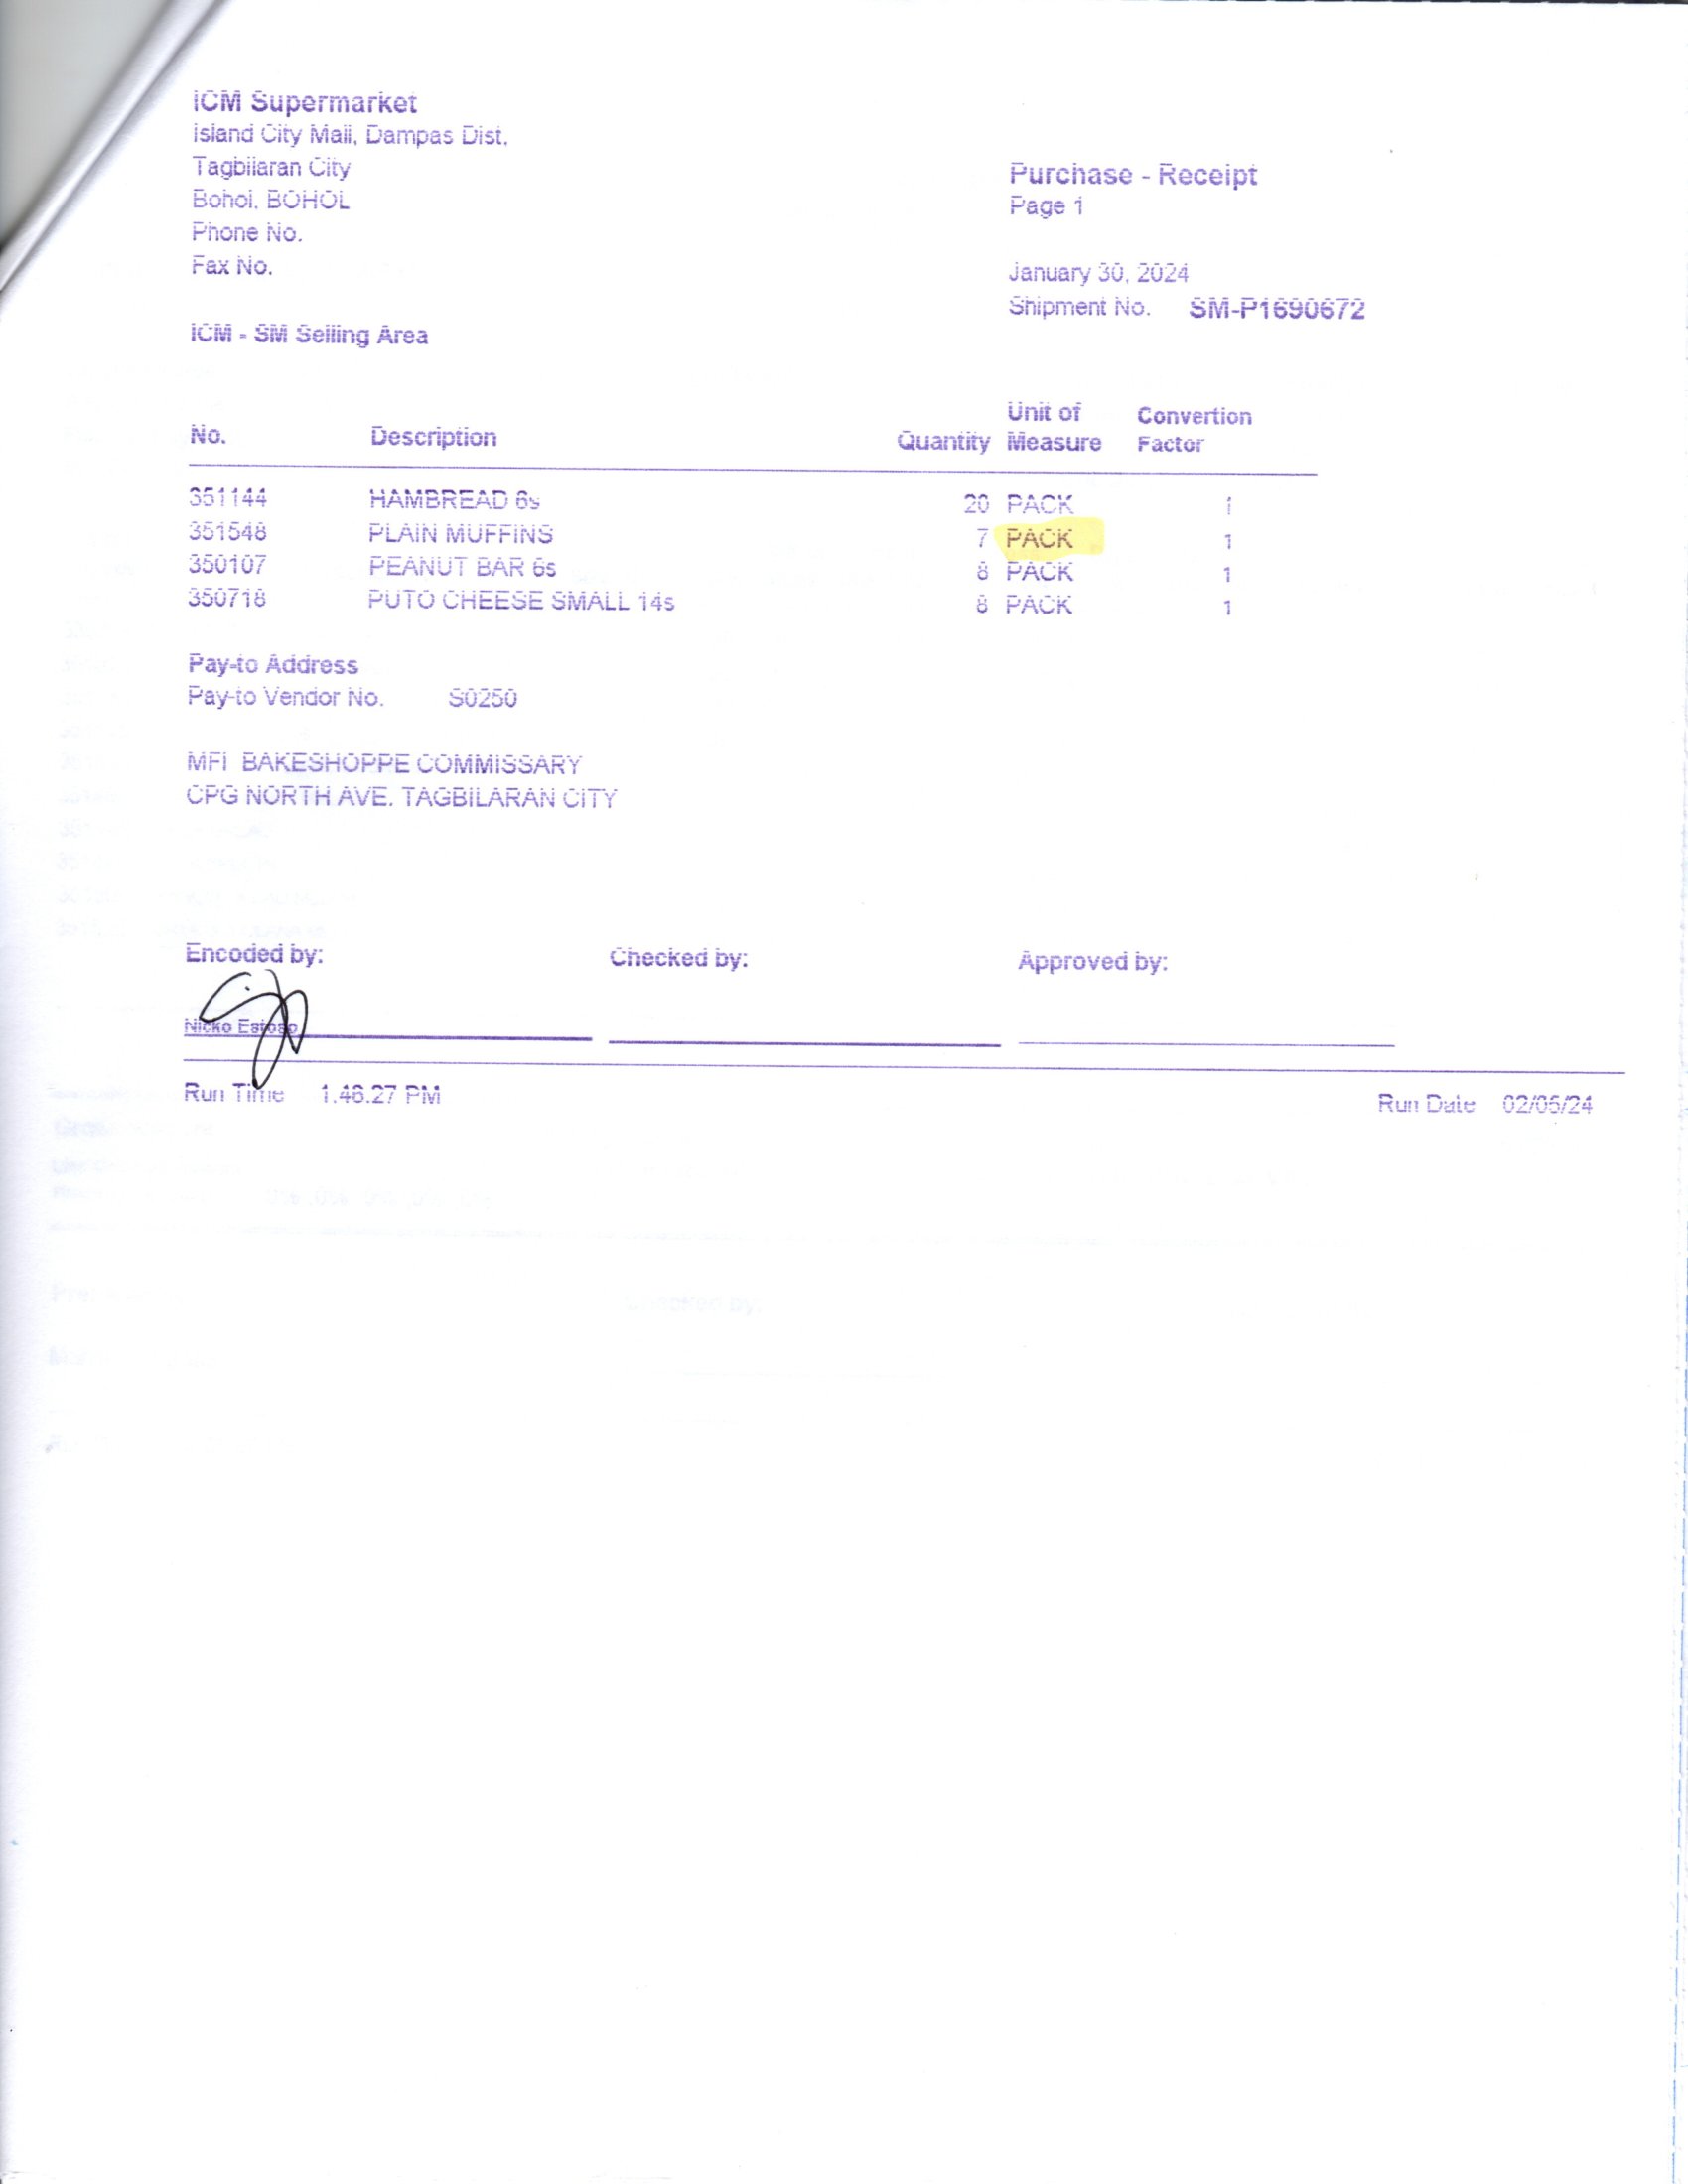 ICM Supermarket
Island City Mall, Dampas Dist.
Tagbilaran City
Bohol, BOHOL
Phone No.
Fax No.
Purchase - Receipt
Page 1
January 30, 2024
Shipment No. SM-P1690672
ICM - SM Selling Area
No. Description Quantity Unit of Measure Convertion Factor
351144 HAMBREAD 6s 20 PACK 1
351548 PLAIN MUFFINS 7 PACK 1
350107 PEANUT BAR 6s 8 PACK 1
350718 PUTO CHEESE SMALL 14s 8 PACK 1
Pay-to Address
Pay-to Vendor No. S0250
MFI BAKESHOPPE COMMISSARY
CPG NORTH AVE. TAGBILARAN CITY
Encoded by: Checked by: Approved by:
Nicko Estoso
Run Time 1.46.27 PM Run Date 02/05/24